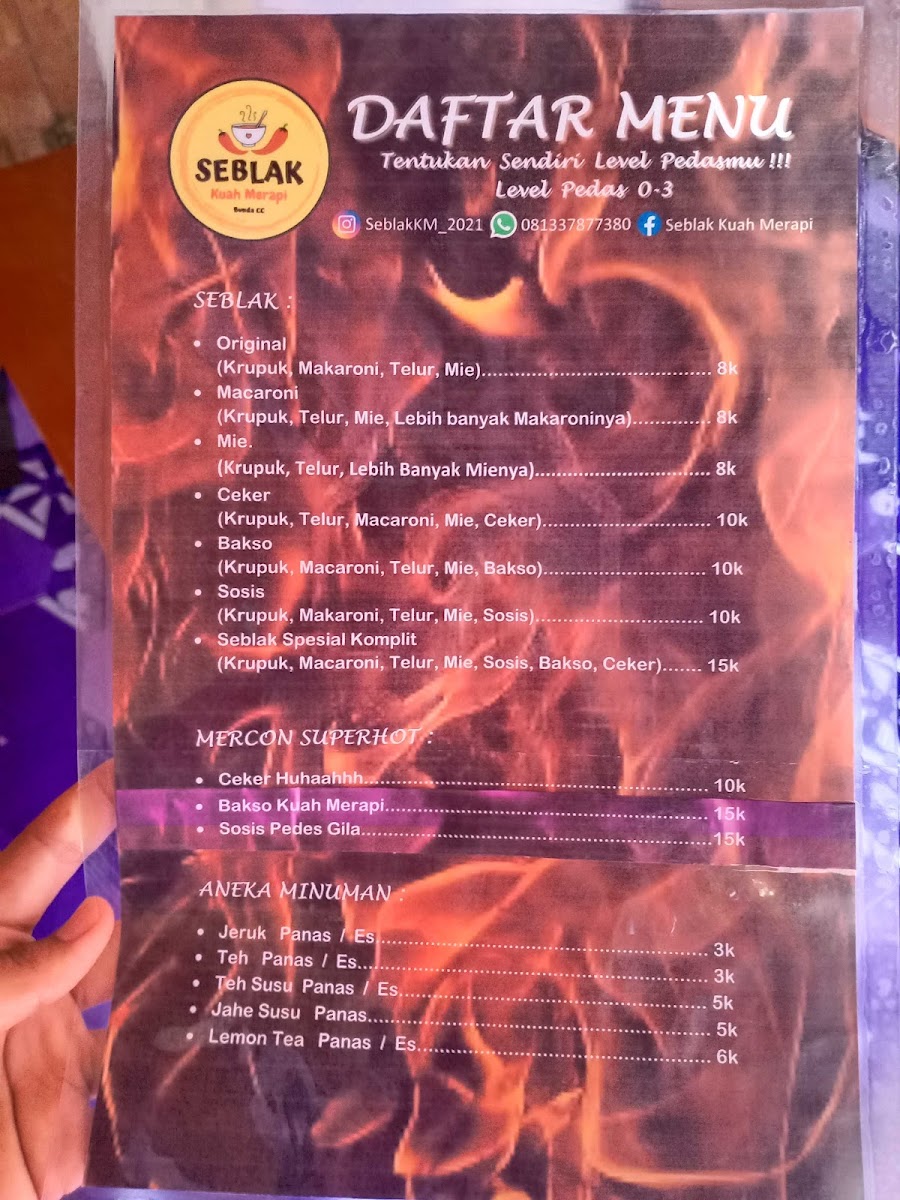 SEBLAK
Kuah Merapi
Bunda CC
DAFTAR MENU
Tentukan Sendiri Level Pedasmu !!!
Level Pedas 0-3
SeblakKM_2021 081337877380 Seblak Kuah Merapi
SEBLAK :
• Original
(Krupuk, Makaroni, Telur, Mie)........................................ 8k
• Macaroni
(Krupuk, Telur, Mie, Lebih banyak Makaroninya).............. 8k
• Mie.
(Krupuk, Telur, Lebih Banyak Mienya)............................... 8k
• Ceker
(Krupuk, Telur, Macaroni, Mie, Ceker).............................. 10k
• Bakso
(Krupuk, Macaroni, Telur, Mie, Bakso)............................ 10k
• Sosis
(Krupuk, Makaroni, Telur, Mie, Sosis).............................. 10k
• Seblak Spesial Komplit
(Krupuk, Macaroni, Telur, Mie, Sosis, Bakso, Ceker)....... 15k
MERCON SUPERHOT :
• Ceker Huhaahhh............................................................ 10k
• Bakso Kuah Merapi........................................................ 15k
• Sosis Pedes Gila.............................................................15k
ANEKA MINUMAN :
• Jeruk Panas / Es.......................................................... 3k
• Teh Panas / Es............................................................. 3k
• Teh Susu Panas / Es..................................................... 5k
• Jahe Susu Panas........................................................... 5k
• Lemon Tea Panas / Es................................................... 6k